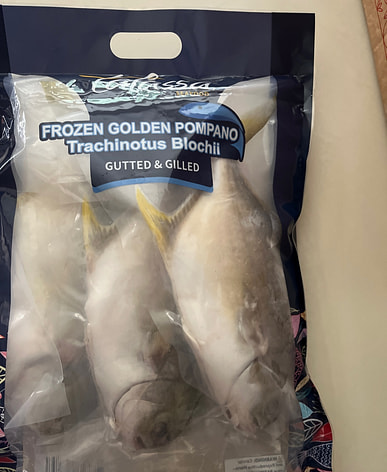 FROZEN GOLDEN POMPANO
Trachinotus Blochii
GUTTED & GILLED